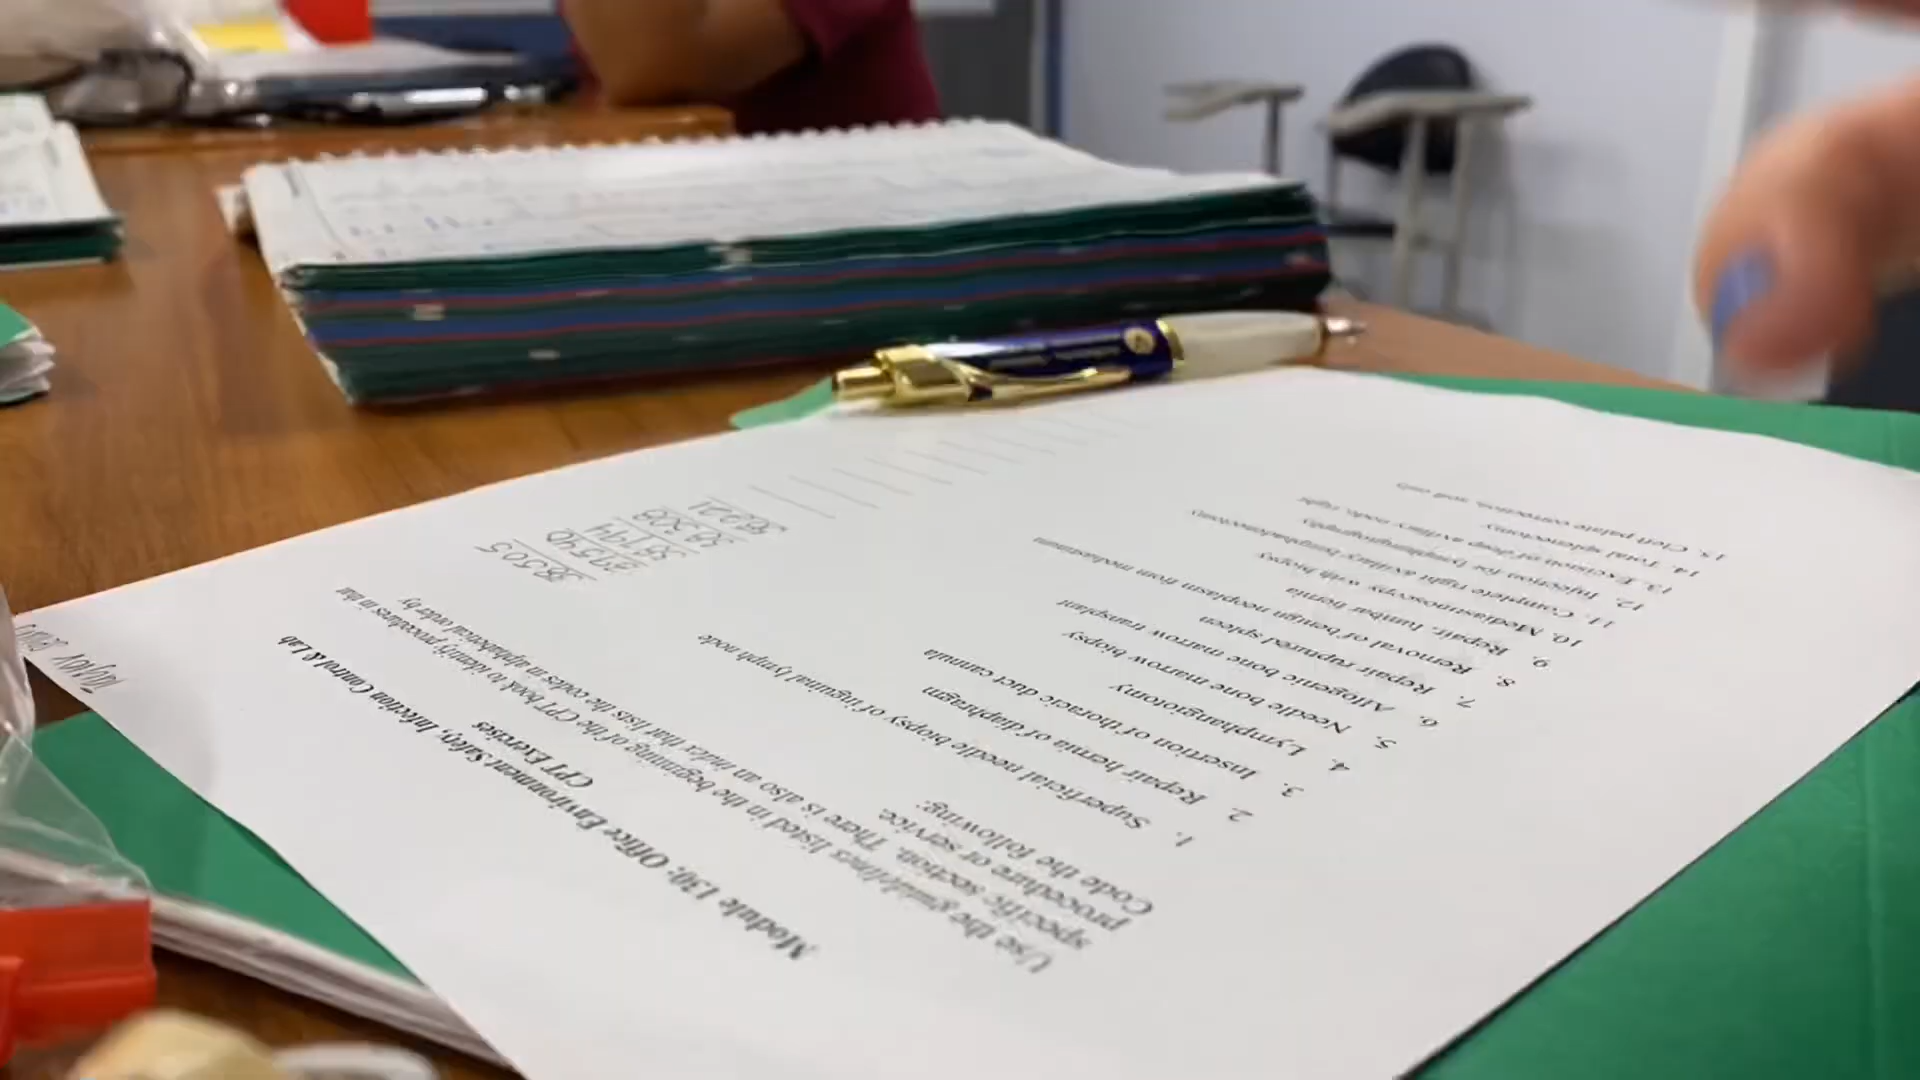 Module 130: Office Environment Safety, Infection Control & Lab
CPT Exercises
Use the guidelines listed in the beginning of the CPT book to identify procedures in that
specific section. There is also an index that lists the codes in alphabetical order by
procedure or service.
Code the following:
1. Superficial needle biopsy of inguinal lymph node 38505
2. Repair hernia of diaphragm 39540
3. Insertion of thoracic duct cannula 38794
4. Lymphangiotomy 38308
5. Needle bone marrow biopsy 38221
6. Allogenic bone marrow transplant
7. Repair ruptured spleen
8. Removal of benign neoplasm from mediastinum
9. Repair, lumbar hernia
10. Mediastinoscopy with biopsy
11. Complete right axillary lymphadenectomy
12. Injection for lymphangiography
13. Excision of deep axillary node, right
14. Total splenectomy
15. Cleft palate correction,